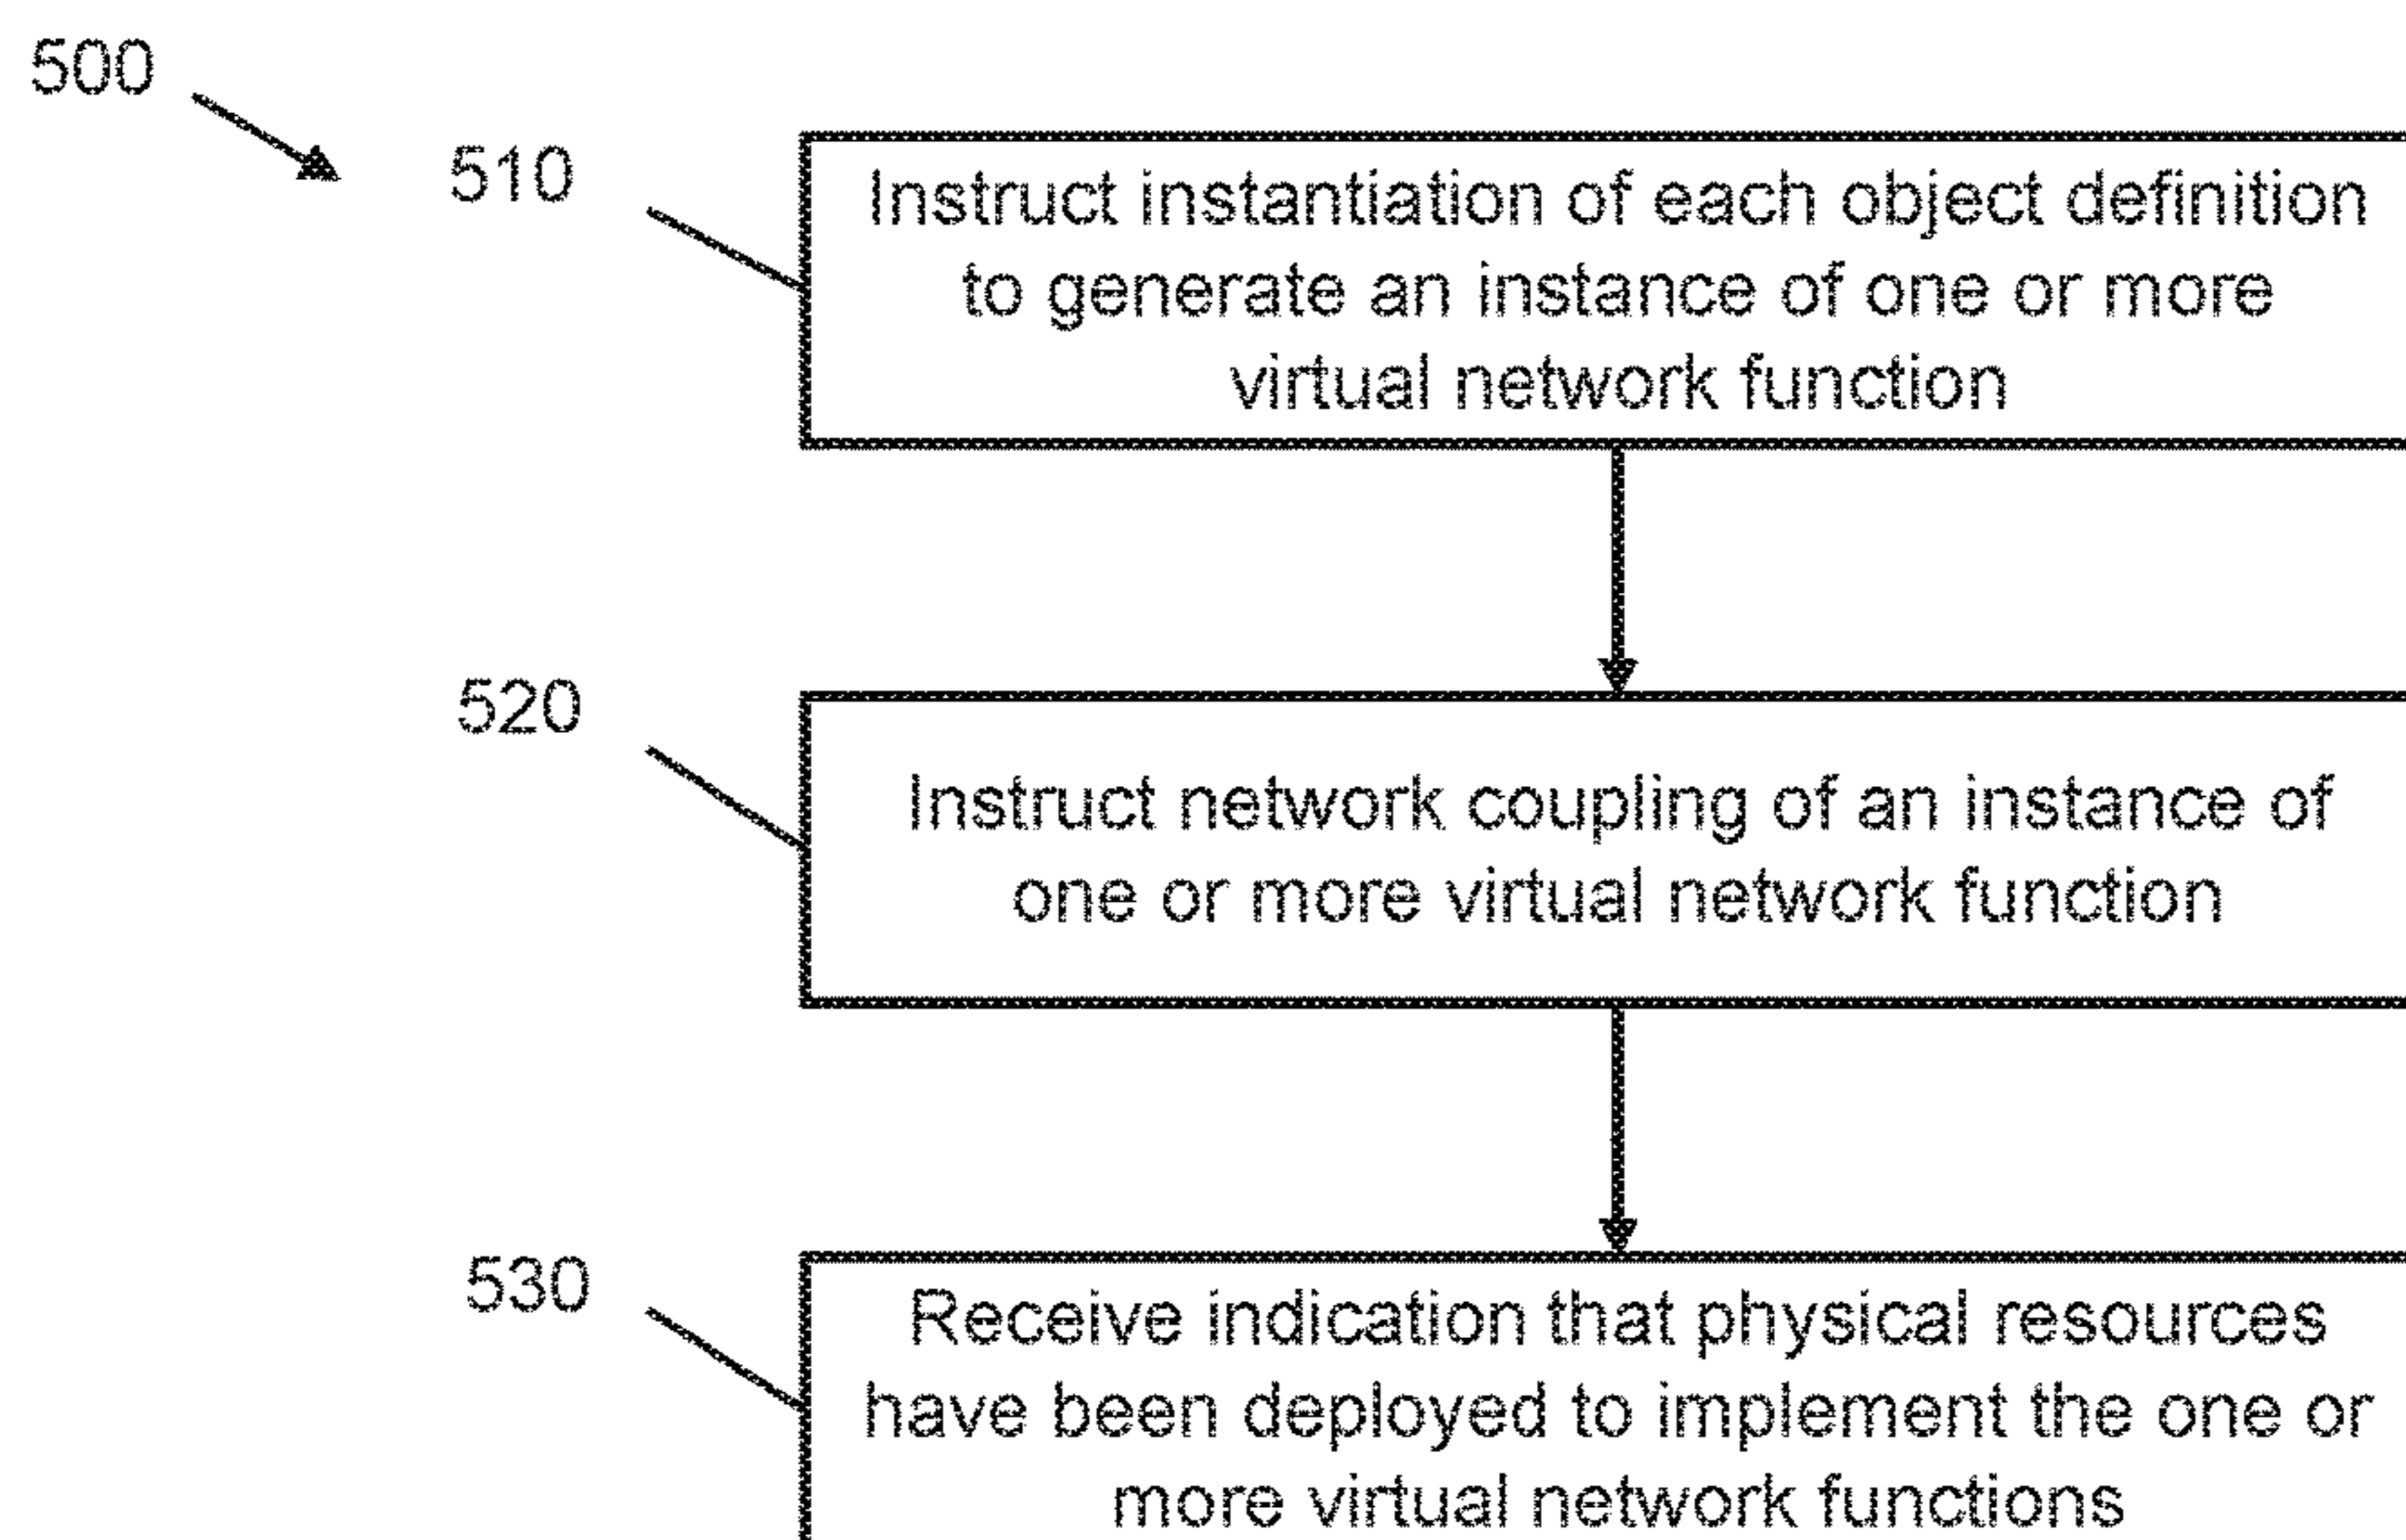 500
510
Instruct instantiation of each object definition
to generate an instance of one or more
virtual network function
520
Instruct network coupling of an instance of
one or more virtual network function
530
Receive indication that physical resources
have been deployed to implement the one or
more virtual network functions